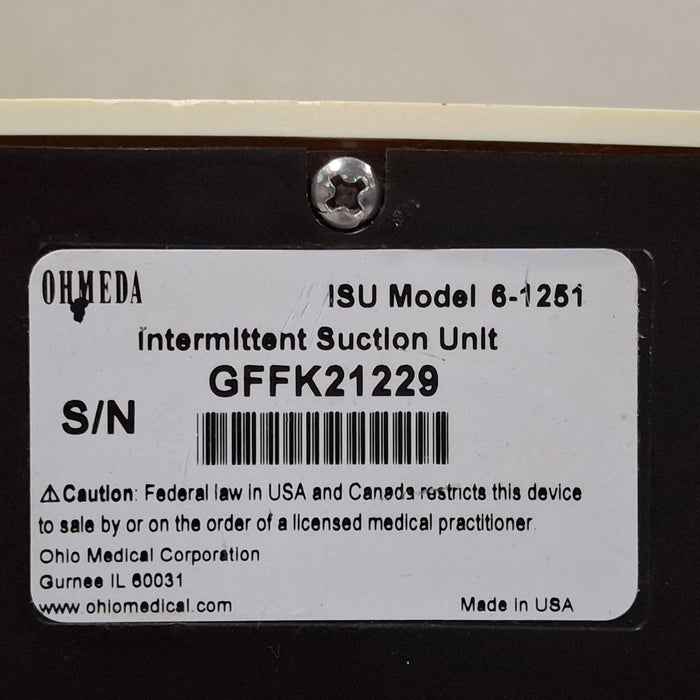 OHMEDA
ISU Model 6-1251
Intermittent Suction Unit
GFFK21229
S/N
⚠Caution: Federal law in USA and Canada restricts this device
to sale by or on the order of a licensed medical practitioner.
Ohio Medical Corporation
Gurnee IL 60031
www.ohiomedical.com
Made in USA